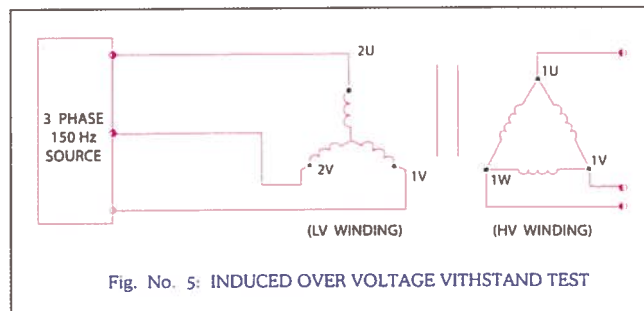 2U
1U
3 PHASE
150 Hz
SOURCE
2V
1V
1W
1V
(LV WINDING)
(HV WINDING)
Fig. No. 5: INDUCED OVER VOLTAGE VITHSTAND TEST